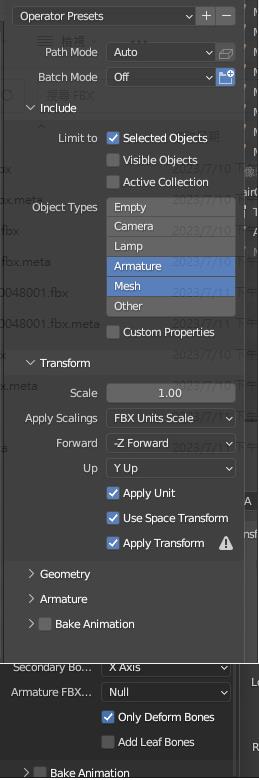 Operator Presets
Path Mode Auto
Batch Mode Off
Include
Limit to Selected Objects
Visible Objects
Active Collection
Object Types Empty
Camera
Lamp
Armature
Mesh
Other
Custom Properties
Transform
Scale 1.00
Apply Scalings FBX Units Scale
Forward -Z Forward
Up Y Up
Apply Unit
Use Space Transform
Apply Transform
Geometry
Armature
Bake Animation
Secondary Bo... X Axis
Armature FBX... Null
Only Deform Bones
Add Leaf Bones
Bake Animation